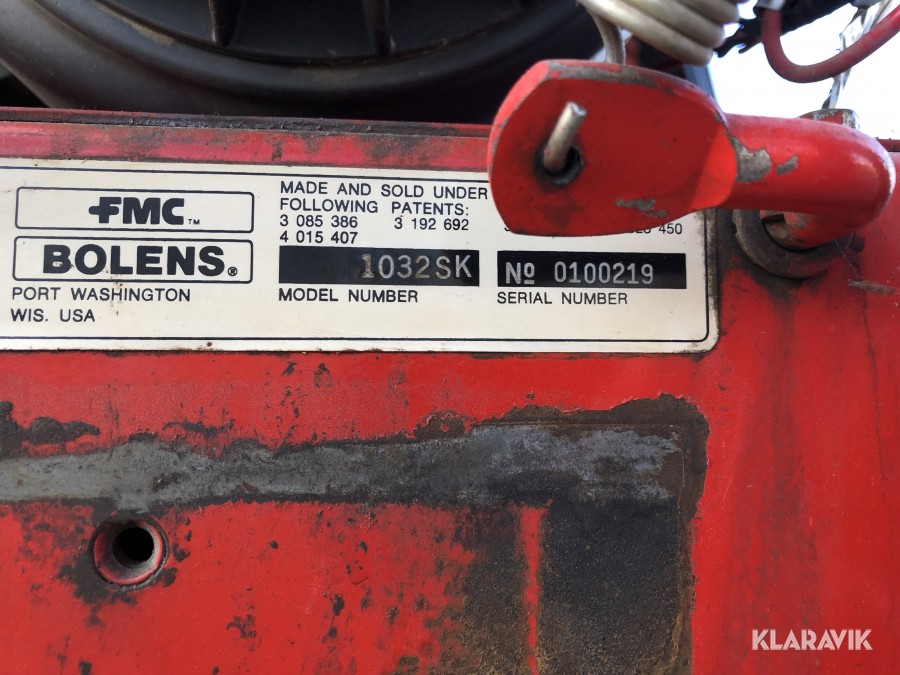 FMC™
BOLENS®
PORT WASHINGTON
WIS. USA
MADE AND SOLD UNDER
FOLLOWING PATENTS:
3 085 386 3 192 692
4 015 407
450
1032SK
MODEL NUMBER
Nº 0100219
SERIAL NUMBER
KLARAVIK